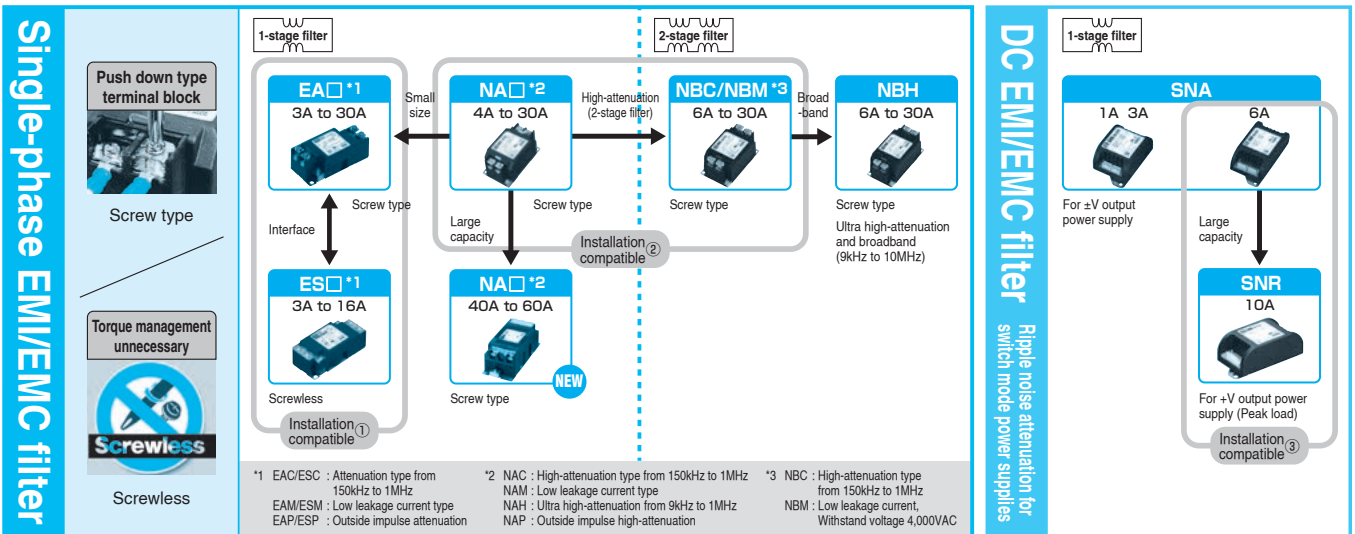 Single-phase EMI/EMC filter
Push down type
terminal block
Screw type
Torque management
unnecessary
Screwless
Screwless
1-stage filter
2-stage filter
EA□ *1
3A to 30A
Screw type
Small
size
NA□ *2
4A to 30A
Screw type
High-attenuation
(2-stage filter)
NBC/NBM *3
6A to 30A
Screw type
Broad
-band
NBH
6A to 30A
Screw type
Ultra high-attenuation
and broadband
(9kHz to 10MHz)
Interface
Large
capacity
Installation
compatible②
ES□ *1
3A to 16A
Screwless
Installation
compatible①
NA□ *2
40A to 60A
NEW
Screw type
*1 EAC/ESC : Attenuation type from
150kHz to 1MHz
EAM/ESM : Low leakage current type
EAP/ESP : Outside impulse attenuation
*2 NAC : High-attenuation type from 150kHz to 1MHz
NAM : Low leakage current type
NAH : Ultra high-attenuation from 9kHz to 1MHz
NAP : Outside impulse high-attenuation
*3 NBC : High-attenuation type
from 150kHz to 1MHz
NBM : Low leakage current,
Withstand voltage 4,000VAC
DC EMI/EMC filter
Ripple noise attenuation for
switch mode power supplies
1-stage filter
SNA
1A 3A
6A
For ±V output
power supply
Large
capacity
SNR
10A
For +V output power
supply (Peak load)
Installation
compatible③